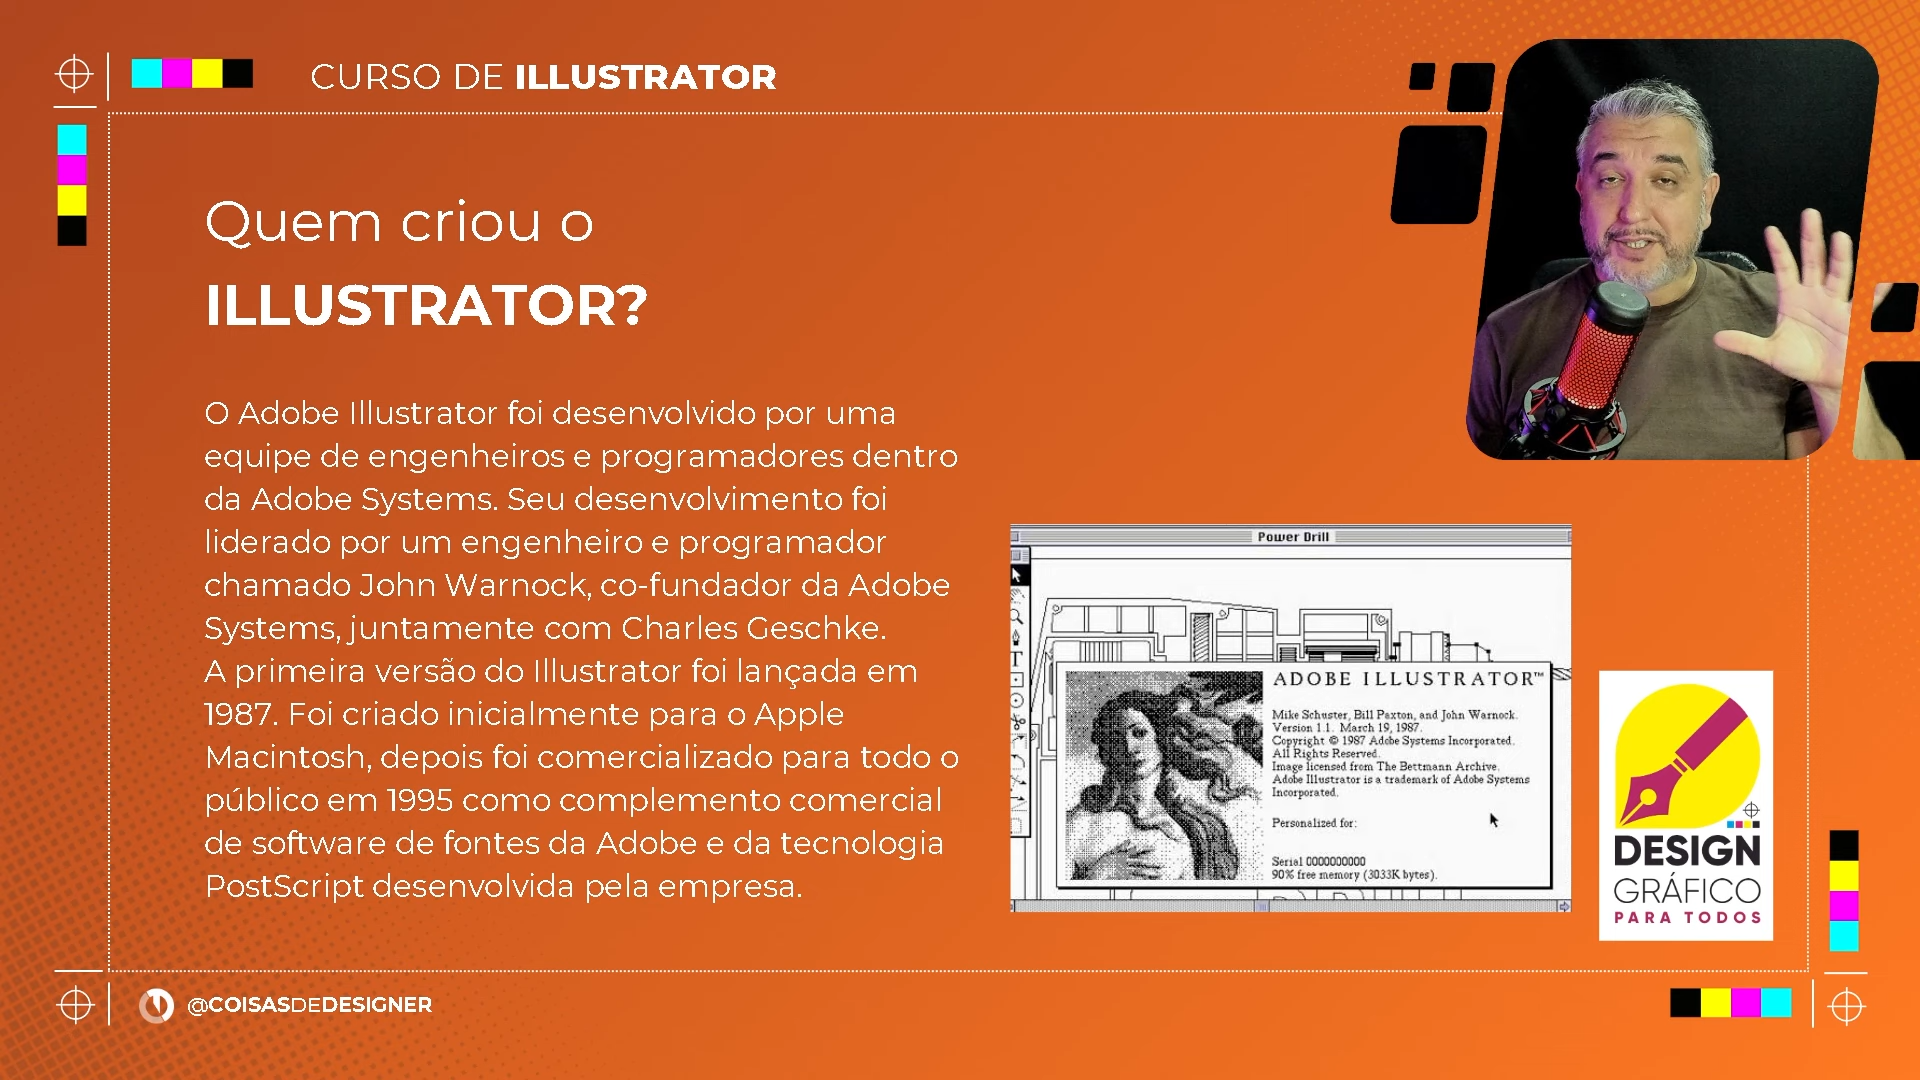 CURSO DE ILLUSTRATOR
Quem criou o
ILLUSTRATOR?
O Adobe Illustrator foi desenvolvido por uma
equipe de engenheiros e programadores dentro
da Adobe Systems. Seu desenvolvimento foi
liderado por um engenheiro e programador
chamado John Warnock, co-fundador da Adobe
Systems, juntamente com Charles Geschke.
A primeira versão do Illustrator foi lançada em
1987. Foi criado inicialmente para o Apple
Macintosh, depois foi comercializado para todo o
público em 1995 como complemento comercial
de software de fontes da Adobe e da tecnologia
PostScript desenvolvida pela empresa.
Power Drill
ADOBE ILLUSTRATOR™
Mike Schuster, Bill Paxton, and John Warnock.
Version 1.1. March 19, 1987.
Copyright © 1987 Adobe Systems Incorporated.
All Rights Reserved.
Image licensed from The Bettmann Archive.
Adobe Illustrator is a trademark of Adobe Systems
Incorporated.
Personalized for:
Serial 0000000000
90% free memory (3033K bytes).
DESIGN
GRÁFICO
PARA TODOS
@COISASDEDESIGNER